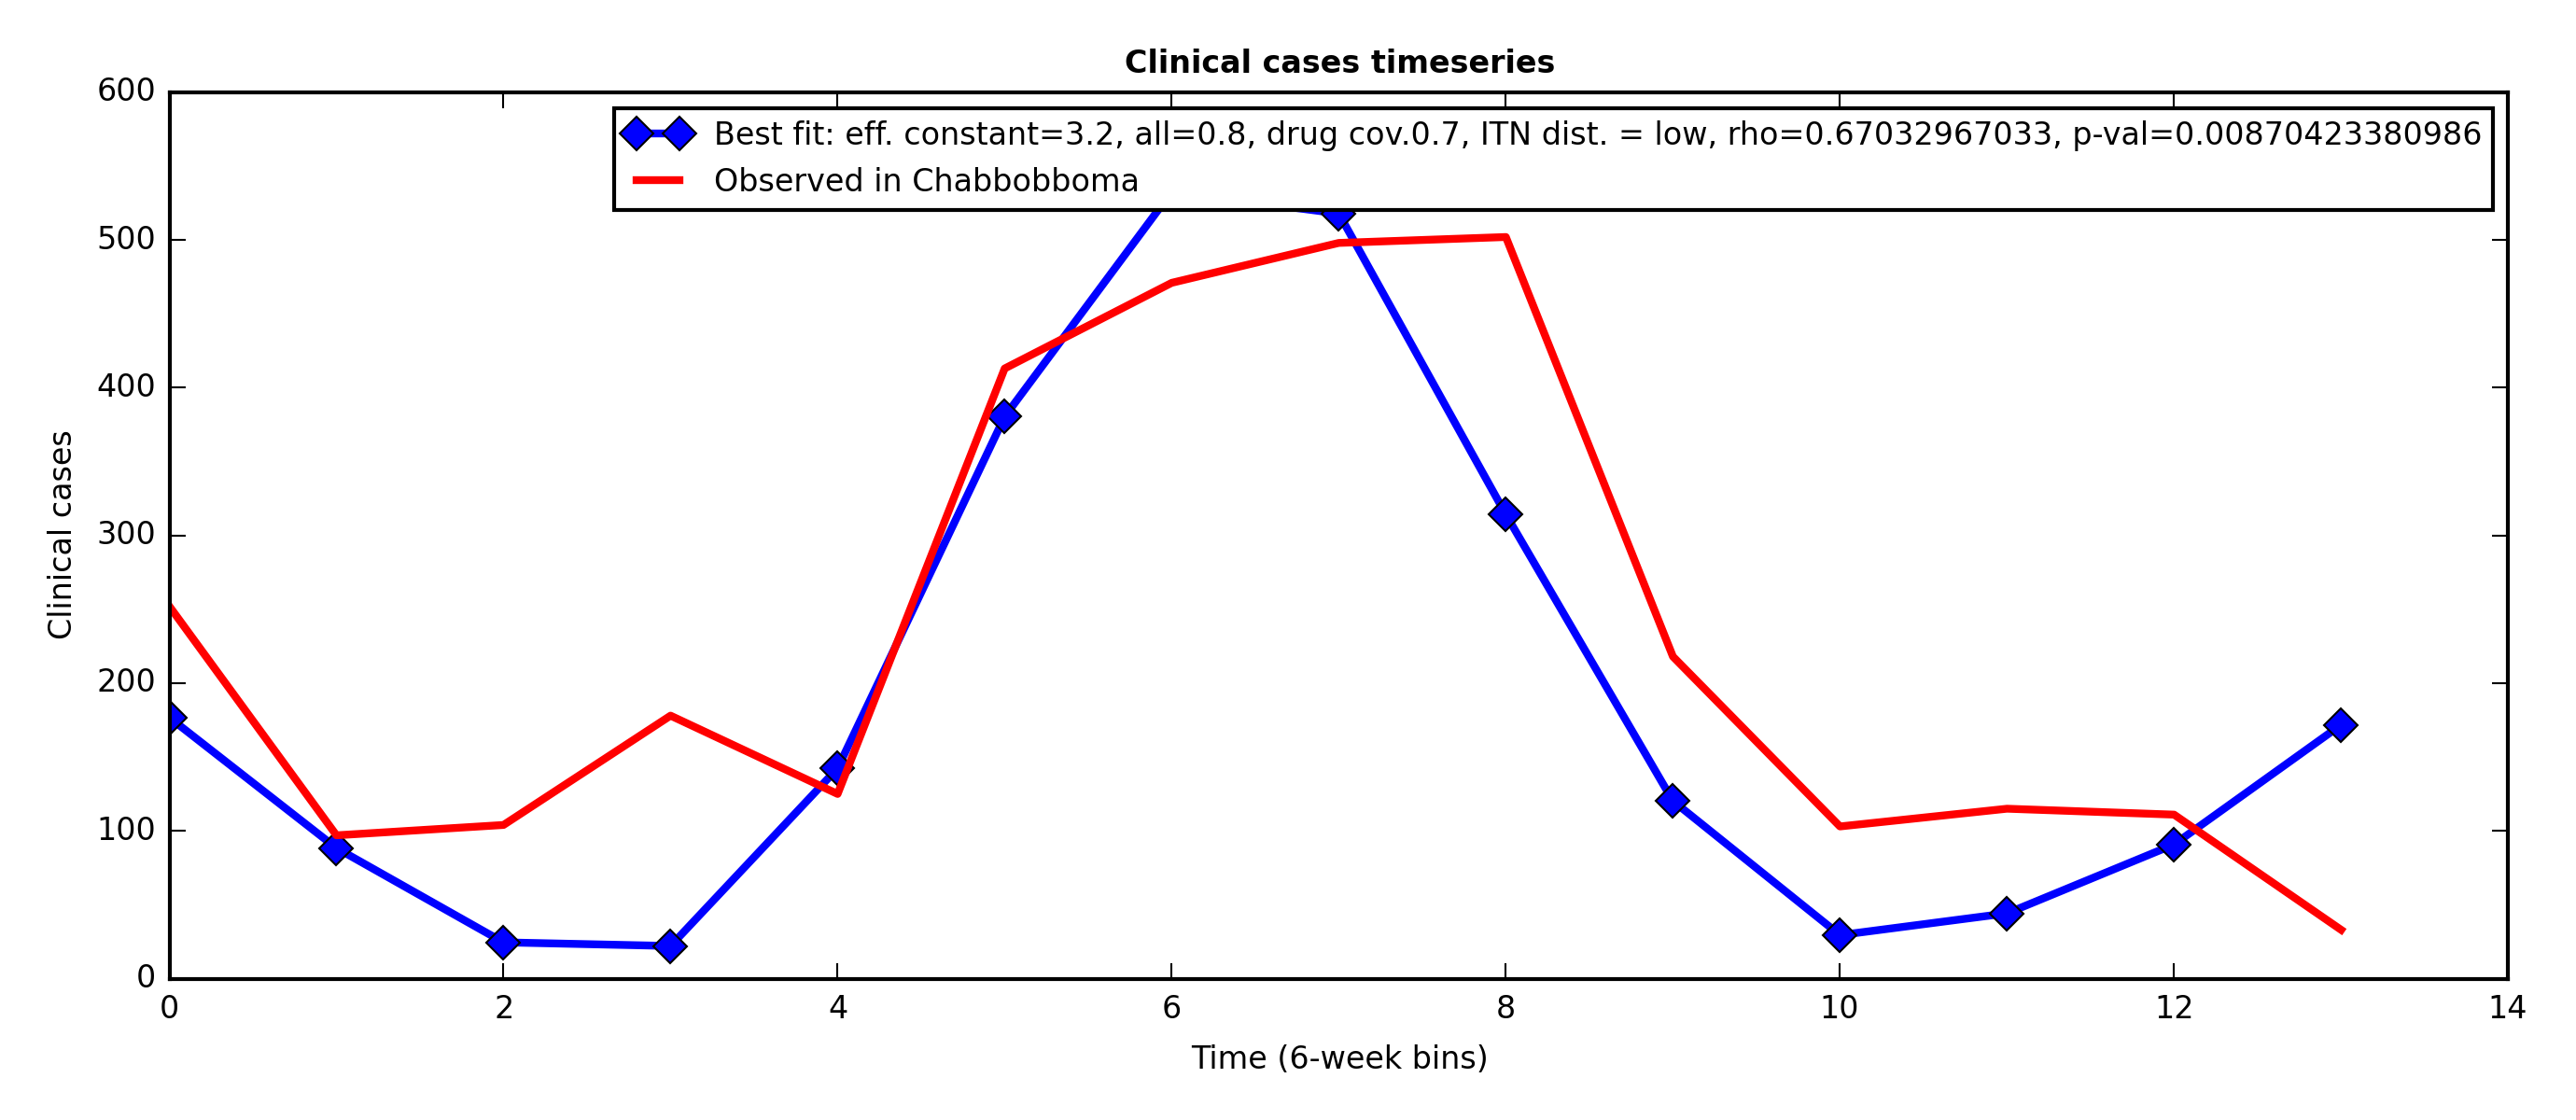 Clinical cases timeseries
600
500
400
300
200
100
0
Clinical cases
Best fit: eff. constant=3.2, all=0.8, drug cov.0.7, ITN dist. = low, rho=0.67032967033, p-val=0.00870423380986
Observed in Chabbobboma
0 2 4 6 8 10 12 14
Time (6-week bins)